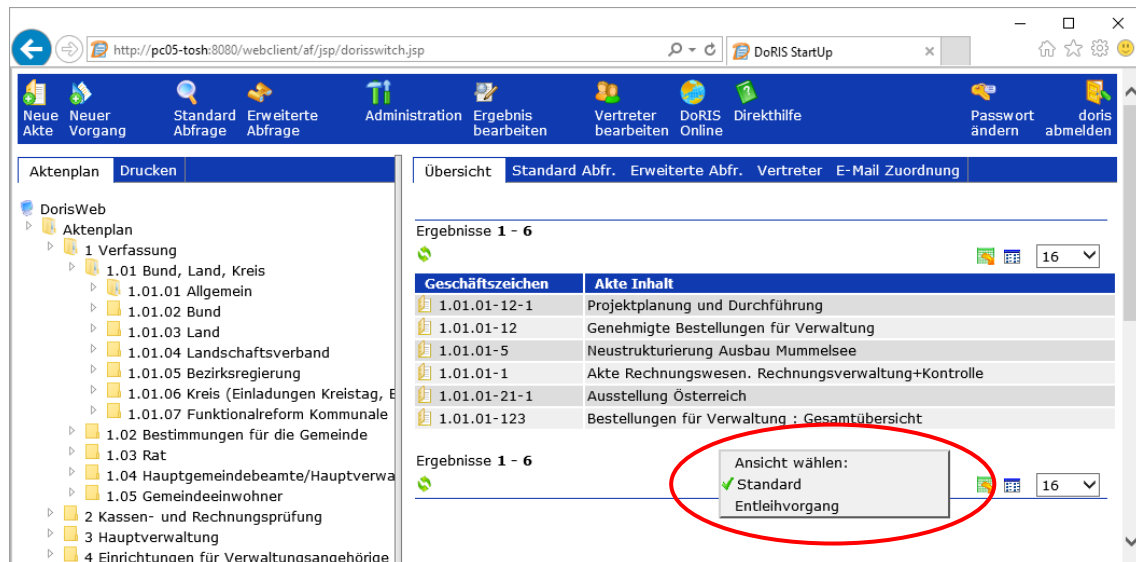 http://pc05-tosh:8080/webclient/af/jsp/dorisswitch.jsp
DoRIS StartUp
Neue Akte
Neuer Vorgang
Standard Abfrage
Erweiterte Abfrage
Administration
Ergebnis bearbeiten
Vertreter bearbeiten
DoRIS Online
Direkthilfe
Passwort ändern
doris abmelden
Aktenplan Drucken
DorisWeb
Aktenplan
1 Verfassung
1.01 Bund, Land, Kreis
1.01.01 Allgemein
1.01.02 Bund
1.01.03 Land
1.01.04 Landschaftsverband
1.01.05 Bezirksregierung
1.01.06 Kreis (Einladungen Kreistag, E
1.01.07 Funktionalreform Kommunale
1.02 Bestimmungen für die Gemeinde
1.03 Rat
1.04 Hauptgemeindebeamte/Hauptverwa
1.05 Gemeindeeinwohner
2 Kassen- und Rechnungsprüfung
3 Hauptverwaltung
4 Einrichtungen für Verwaltungsangehörige
Übersicht Standard Abfr. Erweiterte Abfr. Vertreter E-Mail Zuordnung
Ergebnisse 1 - 6
16
Geschäftszeichen Akte Inhalt
1.01.01-12-1 Projektplanung und Durchführung
1.01.01-12 Genehmigte Bestellungen für Verwaltung
1.01.01-5 Neustrukturierung Ausbau Mummelsee
1.01.01-1 Akte Rechnungswesen. Rechnungsverwaltung+Kontrolle
1.01.01-21-1 Ausstellung Österreich
1.01.01-123 Bestellungen für Verwaltung : Gesamtübersicht
Ergebnisse 1 - 6
Ansicht wählen:
Standard
Entleihvorgang
16